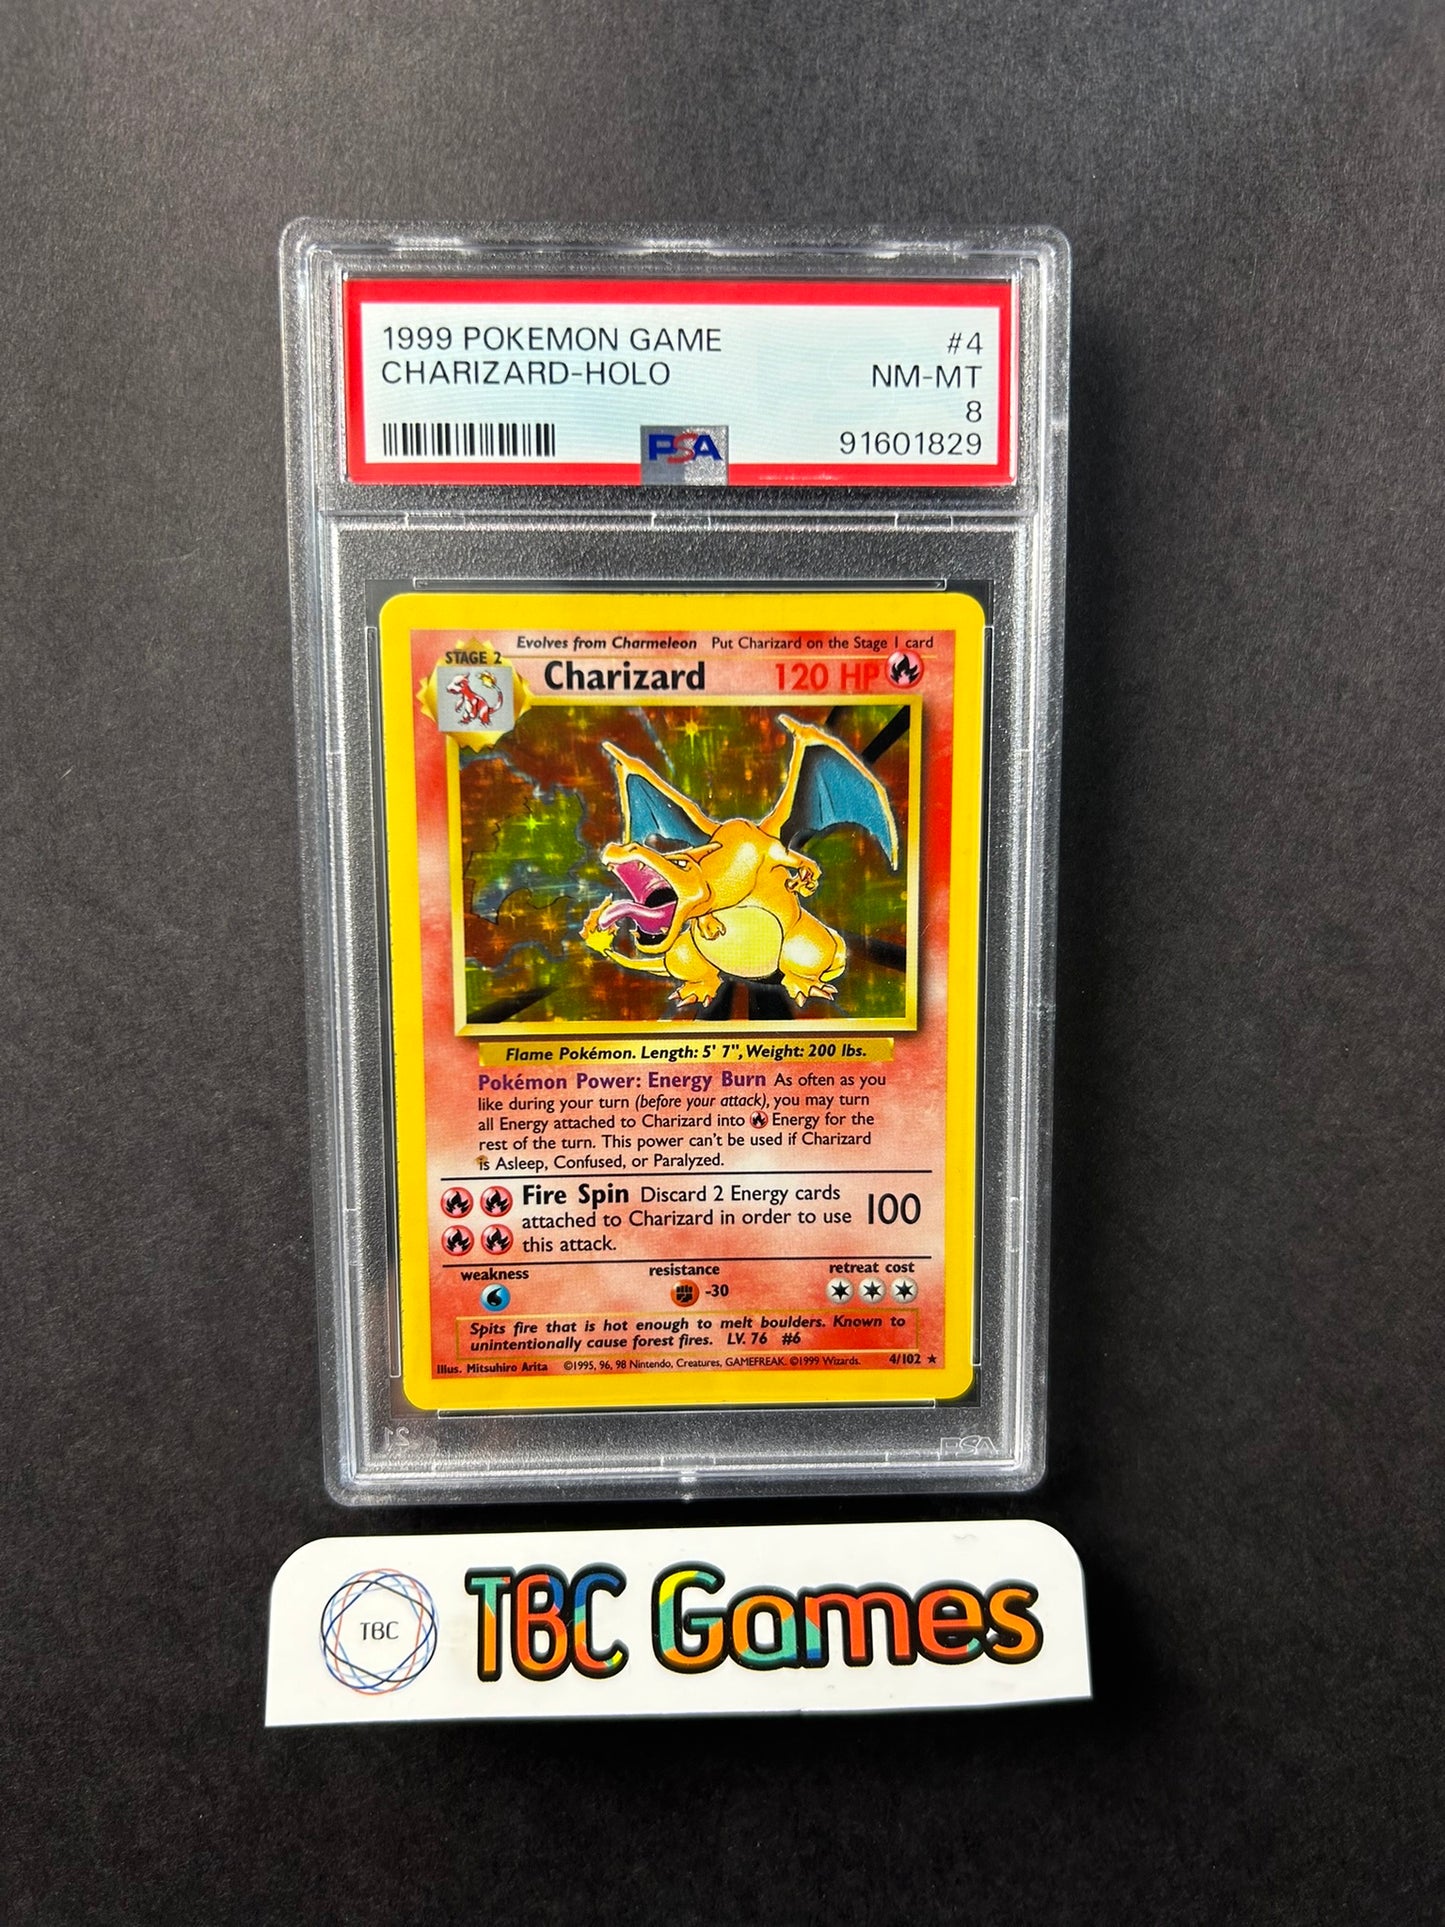 1999 POKEMON GAME #4
CHARIZARD-HOLO NM-MT
8
PSA 91601829
Evolves from Charmeleon Put Charizard on the Stage 1 card
STAGE 2
Charizard 120 HP
Flame Pokémon. Length: 5' 7", Weight: 200 lbs.
Pokémon Power: Energy Burn As often as you
like during your turn (before your attack), you may turn
all Energy attached to Charizard into Energy for the
rest of the turn. This power can't be used if Charizard
is Asleep, Confused, or Paralyzed.
Fire Spin Discard 2 Energy cards
attached to Charizard in order to use 100
this attack.
weakness resistance retreat cost
-30
Spits fire that is hot enough to melt boulders. Known to
unintentionally cause forest fires. LV. 76 #6
Illus. Mitsuhiro Arita ©1995, 96, 98 Nintendo, Creatures, GAMEFREAK. ©1999 Wizards. 4/102 ★
PSA
TBC TBC Games